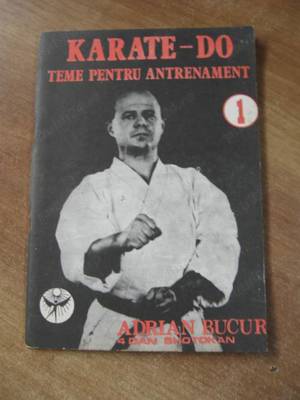 KARATE-DO
TEME PENTRU ANTRENAMENT
1
ADRIAN BUCUR
4 DAN SHOTOKAN